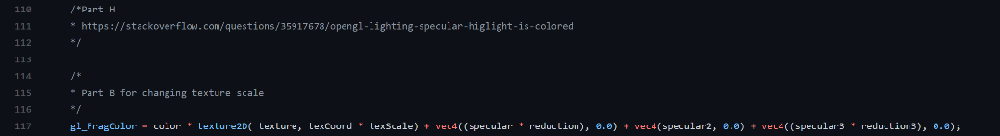 110 /*Part H
111 * https://stackoverflow.com/questions/35917678/opengl-lighting-specular-higlight-is-colored
112 */
113
114 /*
115 * Part B for changing texture scale
116 */
117 gl_FragColor = color * texture2D( texture, texCoord * texScale) + vec4((specular * reduction), 0.0) + vec4(specular2, 0.0) + vec4((specular3 * reduction3), 0.0);